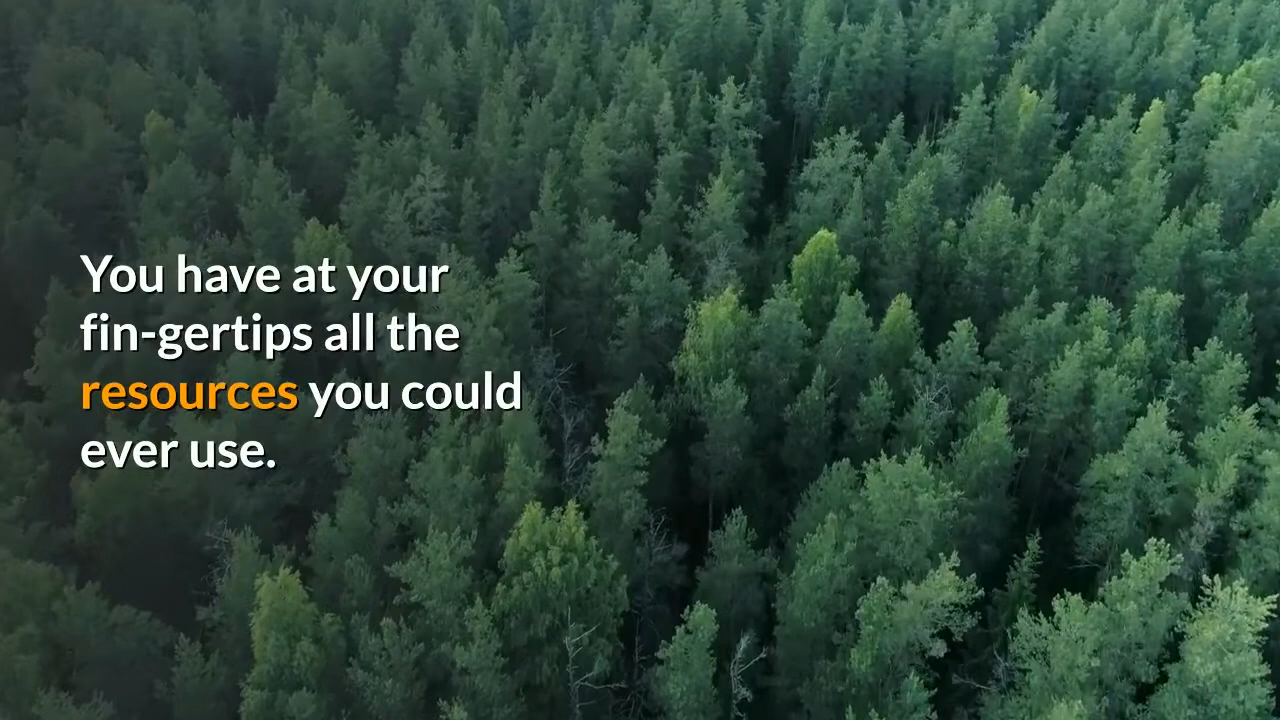 You have at your
fin-gertips all the
resources you could
ever use.